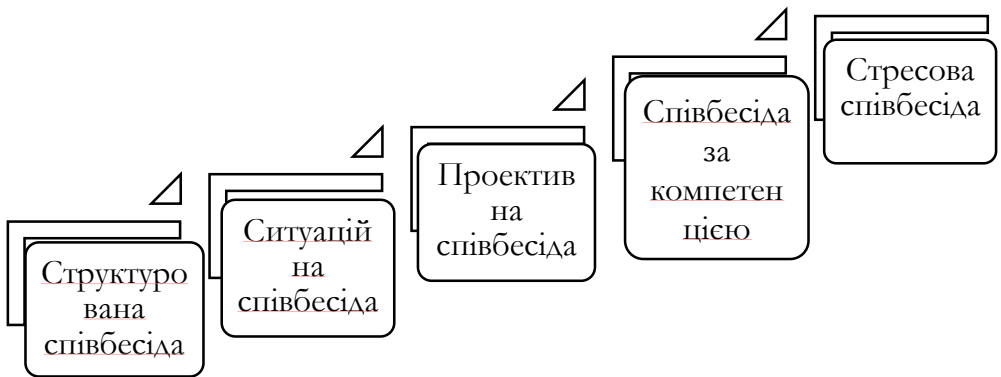 Структуро
вана
співбесіда
Ситуацій
на
співбесіда
Проектив
на
співбесіда
Співбесіда
за
компетен
цією
Стресова
співбесіда